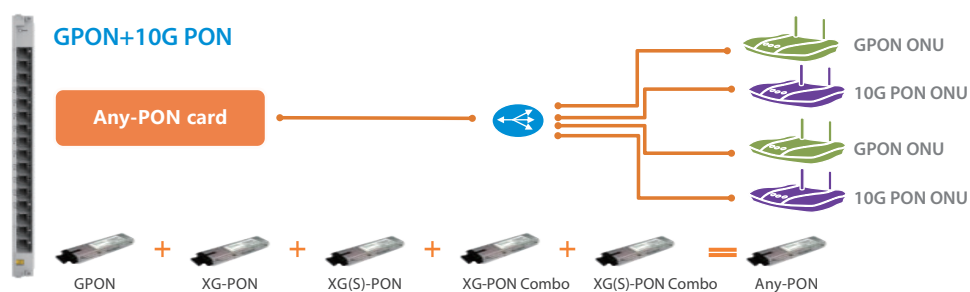 GPON+10G PON
Any-PON card
GPON ONU
10G PON ONU
GPON ONU
10G PON ONU
GPON + XG-PON + XG(S)-PON + XG-PON Combo + XG(S)-PON Combo = Any-PON